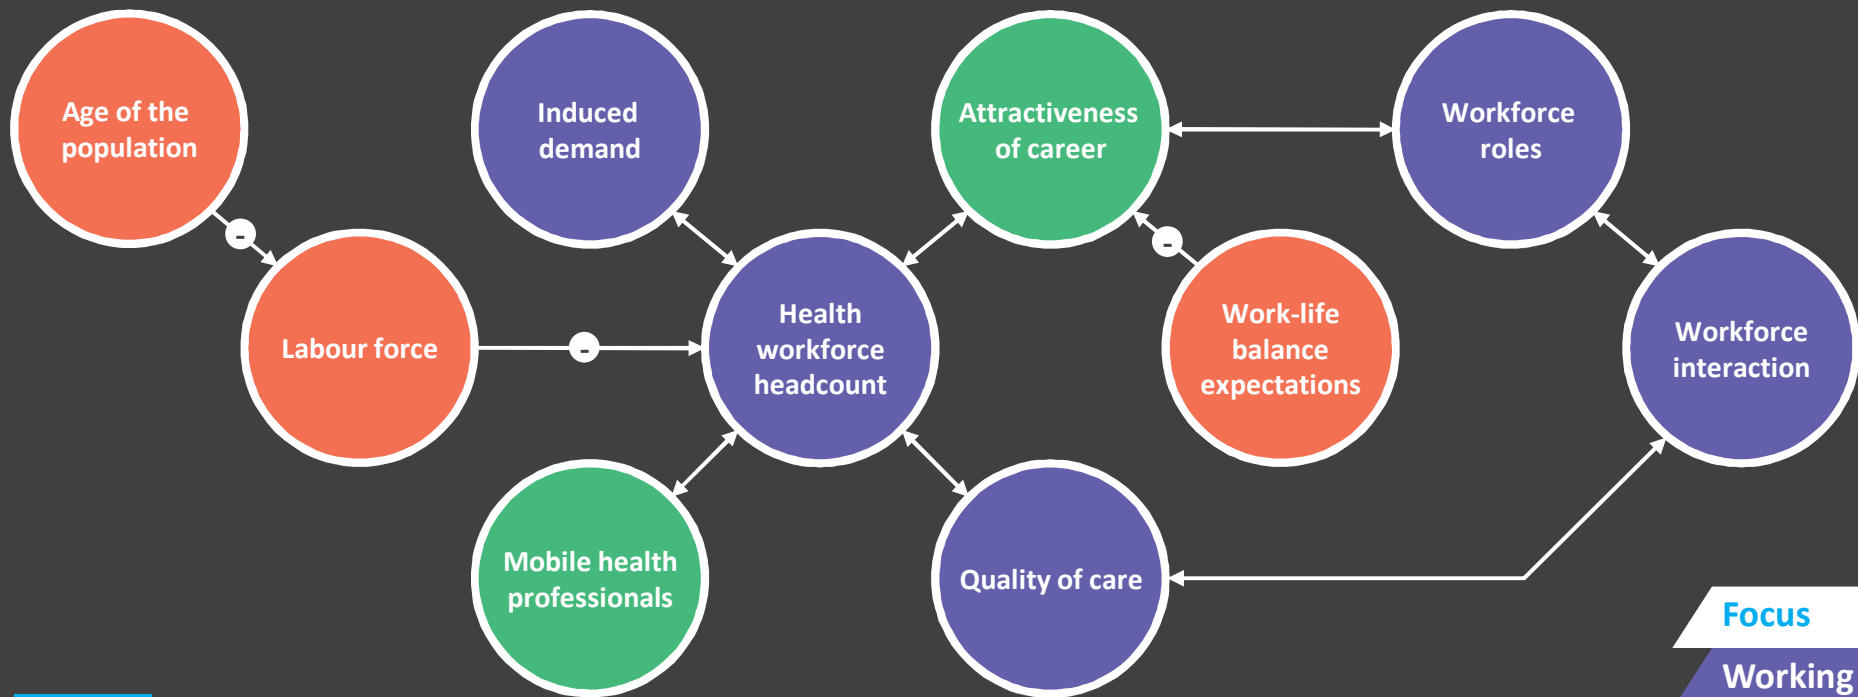 Age of the
population
Induced
demand
Attractiveness
of career
Workforce
roles
-
-
Labour force
-
Health
workforce
headcount
Work-life
balance
expectations
Workforce
interaction
Mobile health
professionals
Quality of care
Focus
Working